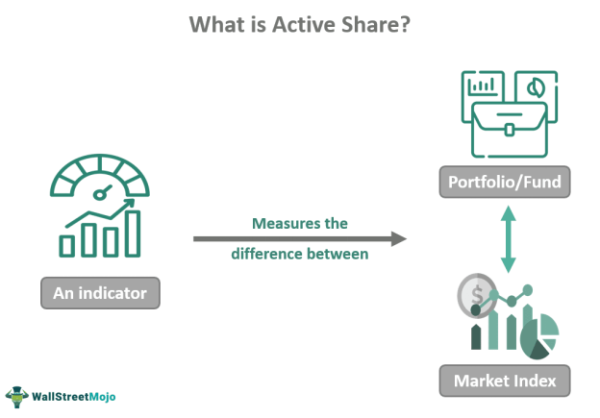 What is Active Share?
Portfolio/Fund
Measures the
difference between
An indicator
$
Market Index
WallStreetMojo